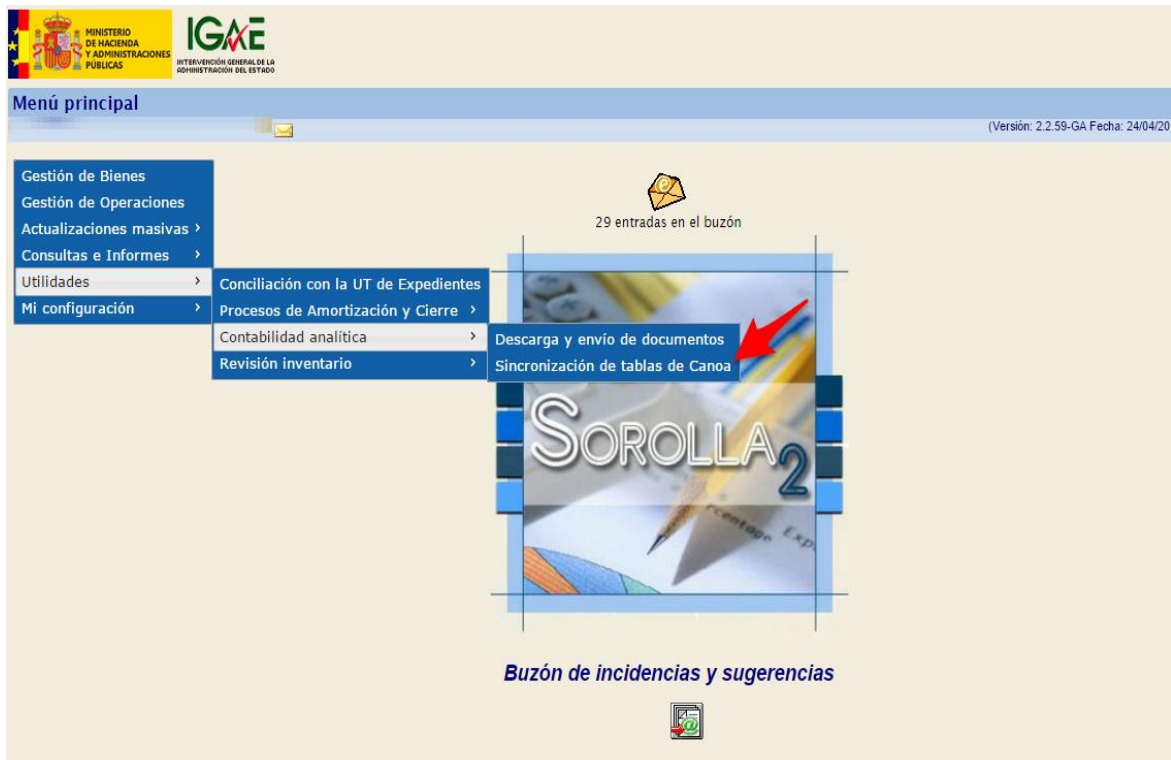 MINISTERIO
DE HACIENDA
Y ADMINISTRACIONES
PÚBLICAS
IGAE
INTERVENCIÓN GENERAL DE LA
ADMINISTRACIÓN DEL ESTADO
Menú principal
(Versión: 2.2.59-GA Fecha: 24/04/20
Gestión de Bienes
Gestión de Operaciones
Actualizaciones masivas >
Consultas e Informes >
Utilidades >
Mi configuración >
Conciliación con la UT de Expedientes
Procesos de Amortización y Cierre >
Contabilidad analítica >
Revisión inventario >
Descarga y envío de documentos
Sincronización de tablas de Canoa
29 entradas en el buzón
SOROLLA2
Buzón de incidencias y sugerencias